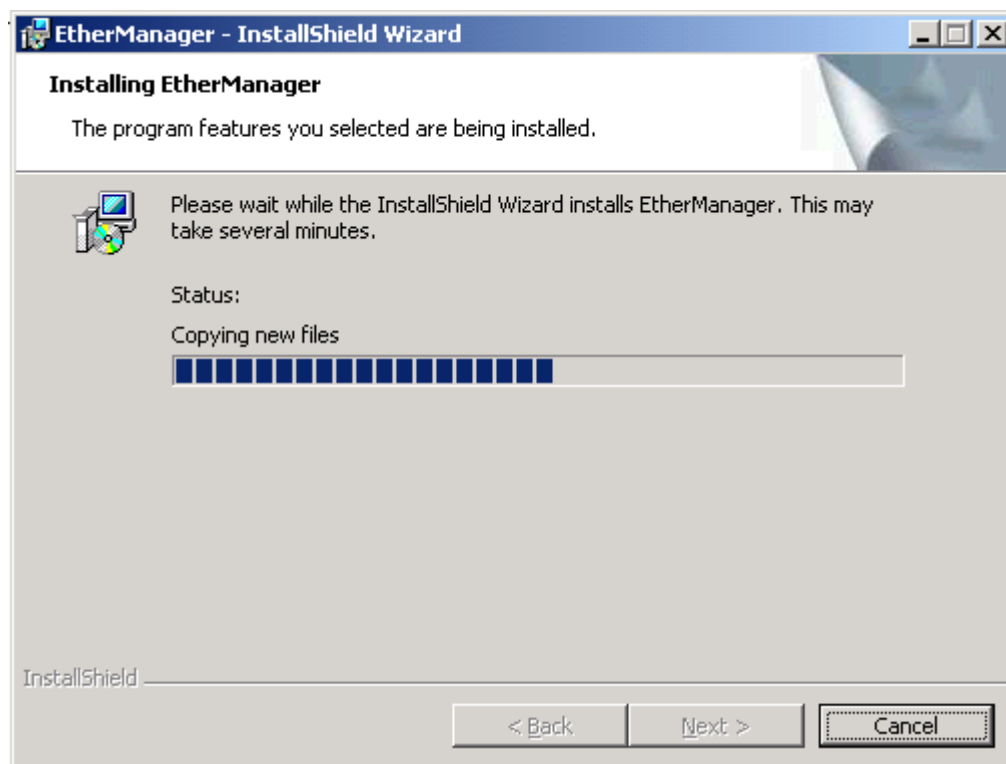 EtherManager - InstallShield Wizard
Installing EtherManager
The program features you selected are being installed.
Please wait while the InstallShield Wizard installs EtherManager. This may
take several minutes.
Status:
Copying new files
InstallShield
< Back
Next >
Cancel